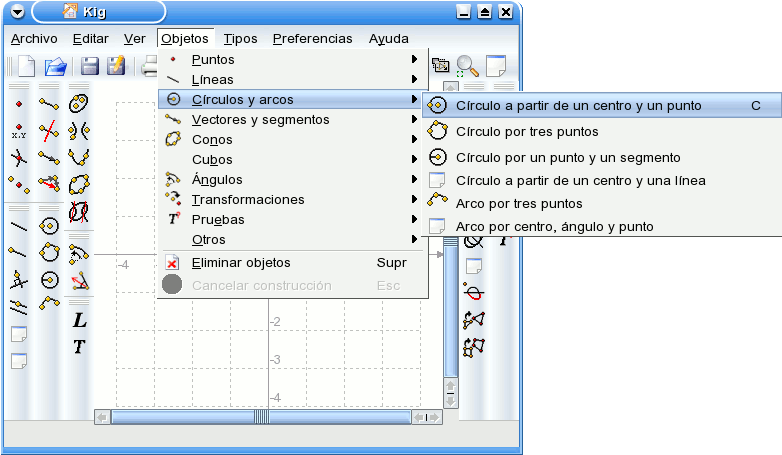 Kig
Archivo Editar Ver Objetos Tipos Preferencias Ayuda
Puntos
Líneas
Círculos y arcos
Vectores y segmentos
Conos
Cubos
Ángulos
Transformaciones
Pruebas
Otros
Eliminar objetos Supr
Cancelar construcción Esc
Círculo a partir de un centro y un punto C
Círculo por tres puntos
Círculo por un punto y un segmento
Círculo a partir de un centro y una línea
Arco por tres puntos
Arco por centro, ángulo y punto
x,y
L
T
-4
-2
-3
-4